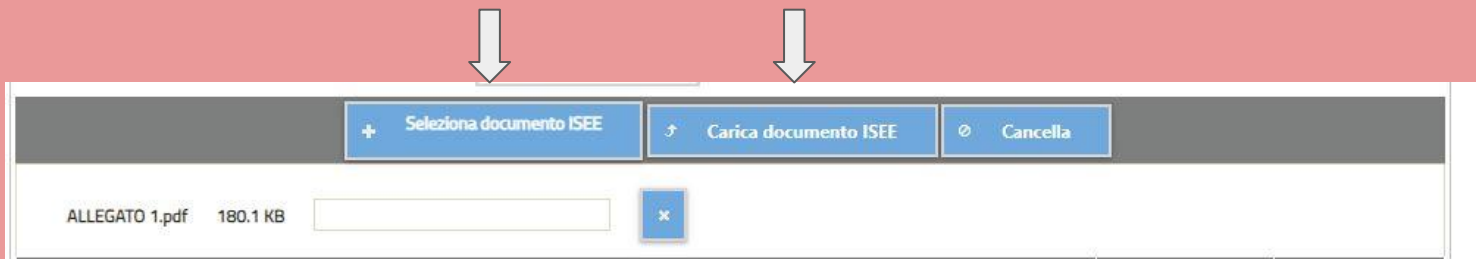 Seleziona documento ISEE Carica documento ISEE Cancella
ALLEGATO 1.pdf 180.1 KB